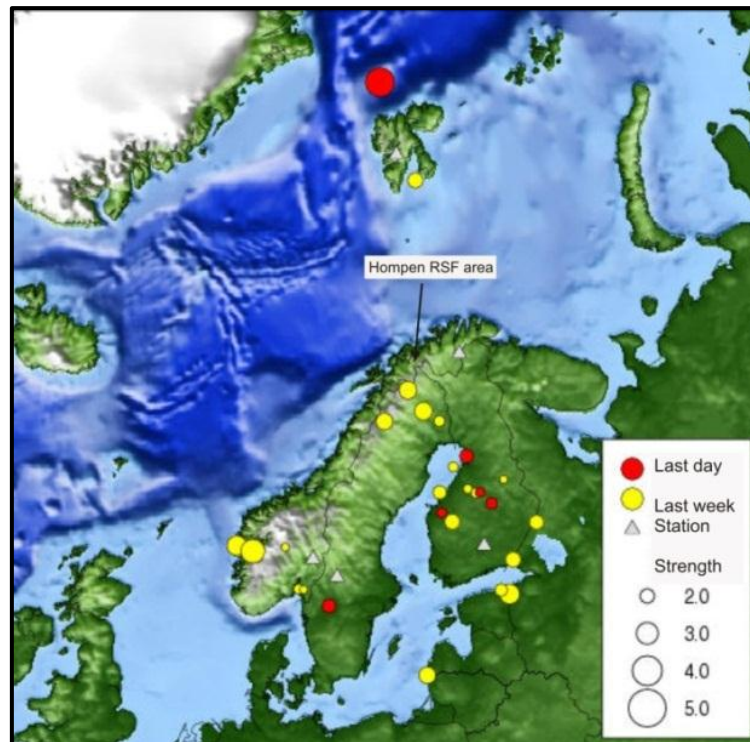 Hompen RSF area
Last day
Last week
Station
Strength
2.0
3.0
4.0
5.0